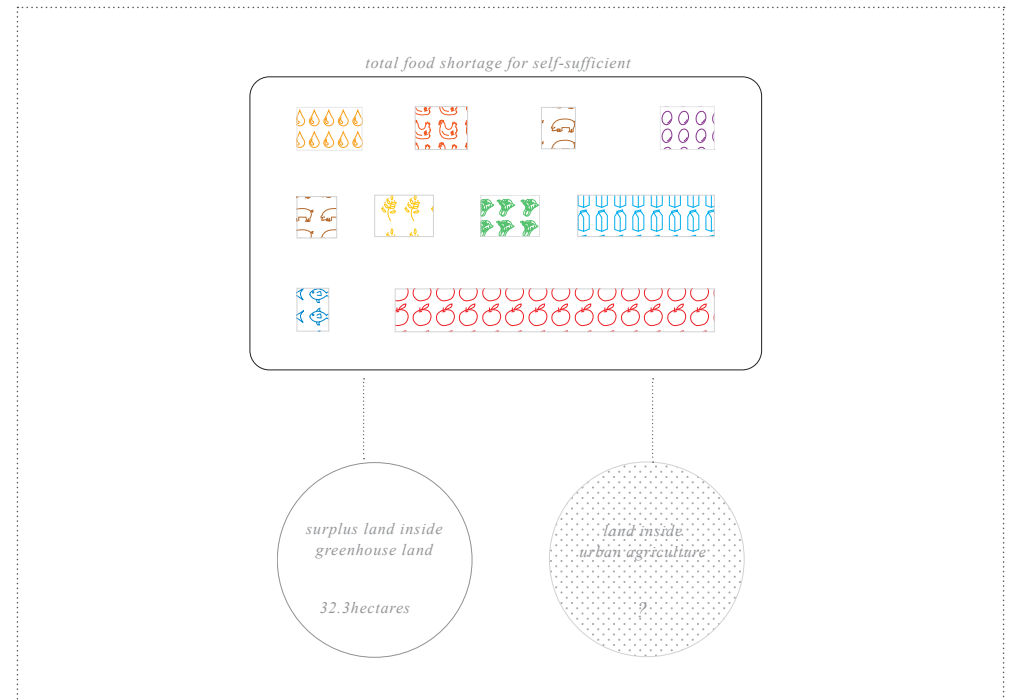 total food shortage for self-sufficient
surplus land inside
greenhouse land
32.3hectares
land inside
urban agriculture
?